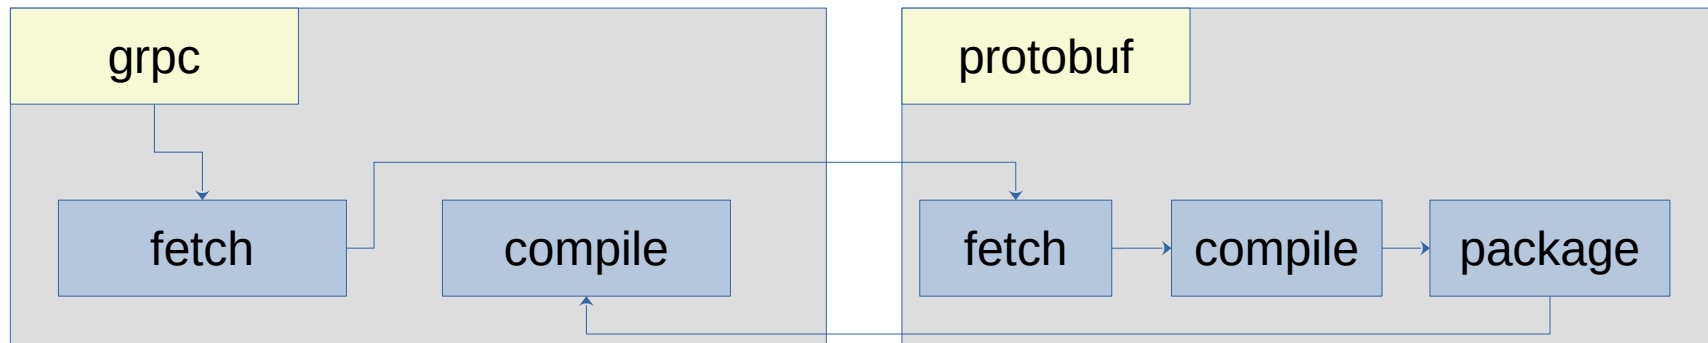 grpc
fetch
compile
protobuf
fetch
compile
package